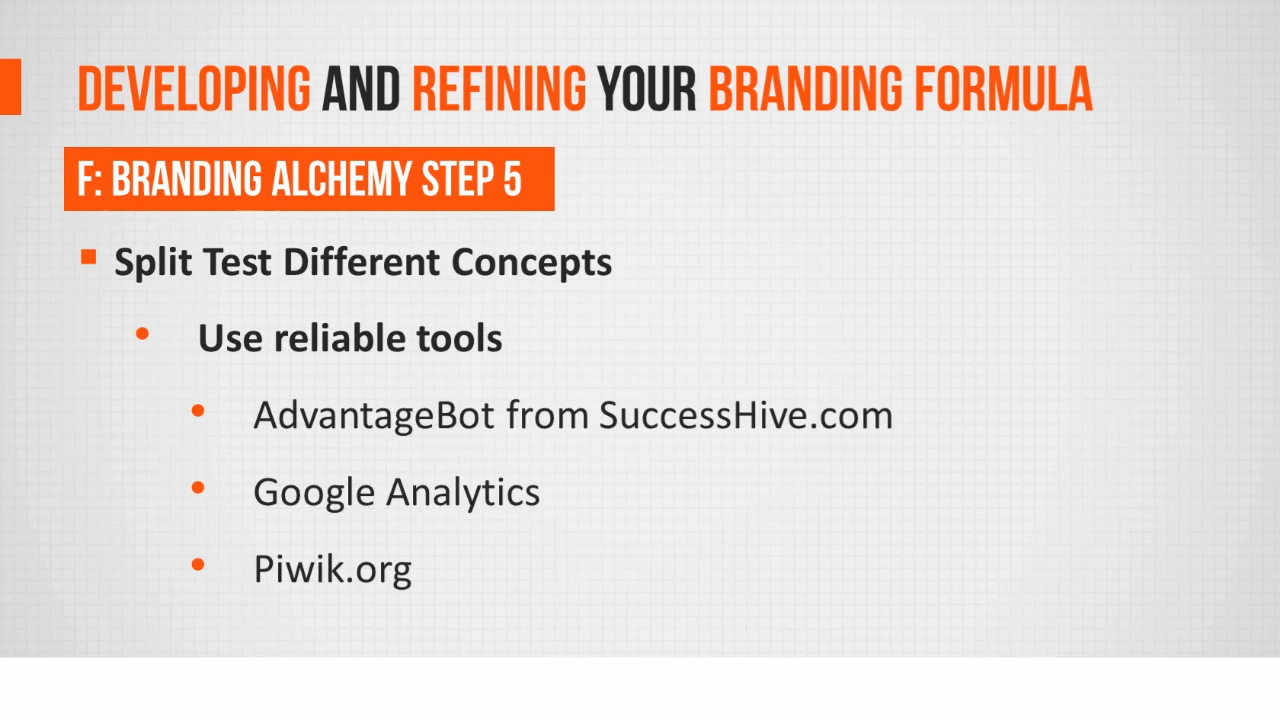 DEVELOPING AND REFINING YOUR BRANDING FORMULA
F: BRANDING ALCHEMY STEP 5
Split Test Different Concepts
Use reliable tools
AdvantageBot from SuccessHive.com
Google Analytics
Piwik.org